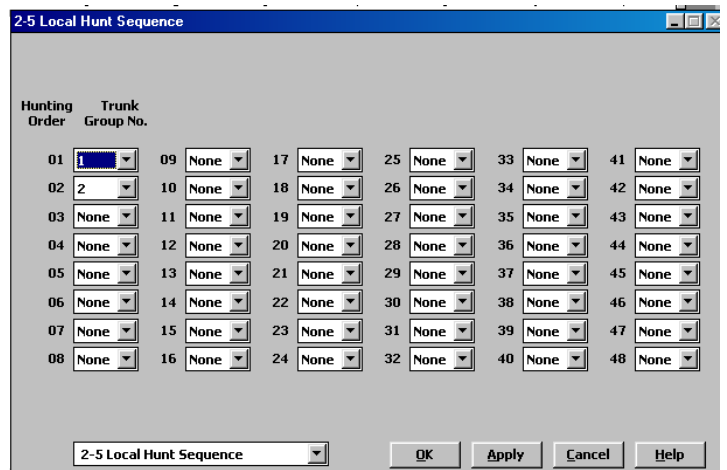 2-5 Local Hunt Sequence
Hunting Trunk
Order Group No.
01 1 09 None 17 None 25 None 33 None 41 None
02 2 10 None 18 None 26 None 34 None 42 None
03 None 11 None 19 None 27 None 35 None 43 None
04 None 12 None 20 None 28 None 36 None 44 None
05 None 13 None 21 None 29 None 37 None 45 None
06 None 14 None 22 None 30 None 38 None 46 None
07 None 15 None 23 None 31 None 39 None 47 None
08 None 16 None 24 None 32 None 40 None 48 None
2-5 Local Hunt Sequence OK Apply Cancel Help